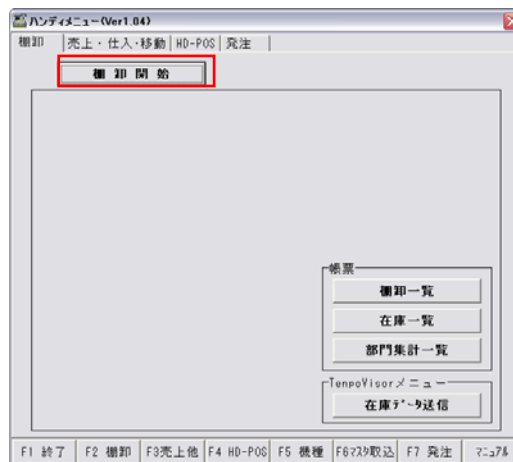 ハンディメニュー(Ver1.04)
棚卸 売上・仕入・移動 HD-POS 発注
棚 卸 開 始
帳票
棚卸一覧
在庫一覧
部門集計一覧
TenpoVisorメニュー
在庫ﾃﾞｰﾀ送信
F1 終了 F2 棚卸 F3売上他 F4 HD-POS F5 機種 F6ﾏｽﾀ取込 F7 発注 ﾏﾆｭｱﾙ